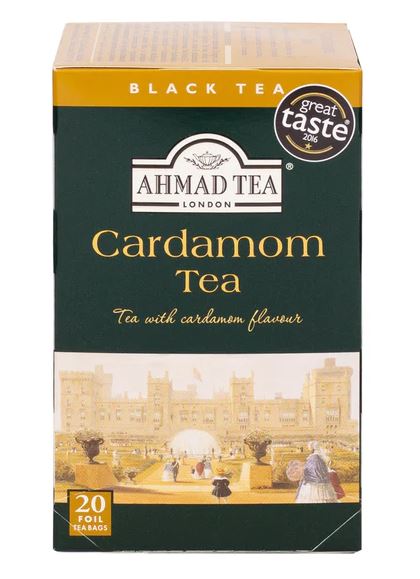 BLACK TEA
great
taste
2016
AHMAD TEA®
LONDON
Cardamom
Tea
Tea with cardamom flavour
20
FOIL
TEA BAGS